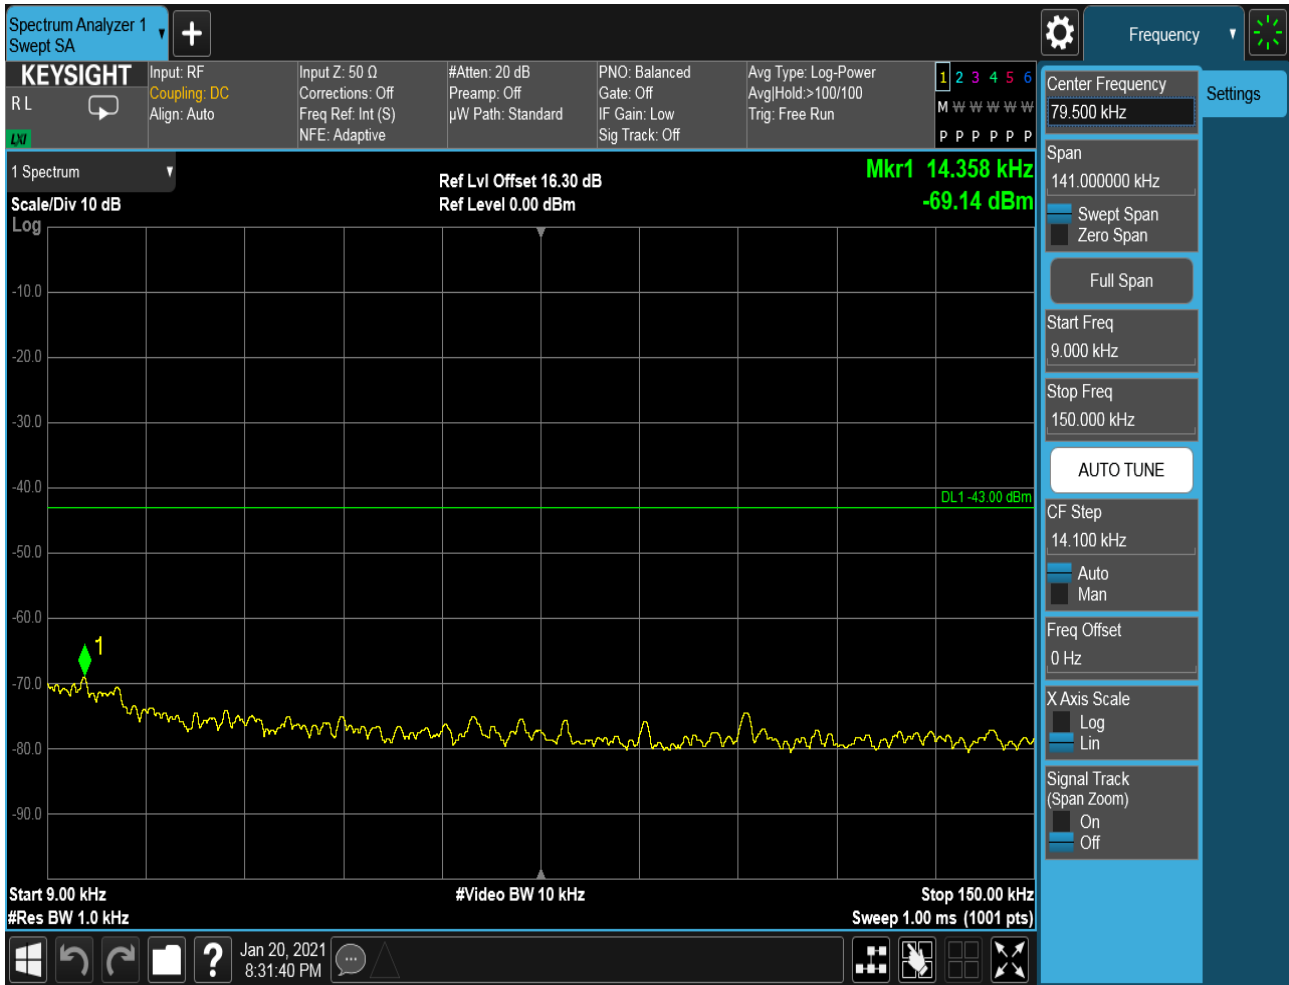 Spectrum Analyzer 1
Swept SA
Frequency
KEYSIGHT
R L
LXI
Input: RF
Coupling: DC
Align: Auto
Input Z: 50 Ω
Corrections: Off
Freq Ref: Int (S)
NFE: Adaptive
#Atten: 20 dB
Preamp: Off
µW Path: Standard
PNO: Balanced
Gate: Off
IF Gain: Low
Sig Track: Off
Avg Type: Log-Power
Avg|Hold:>100/100
Trig: Free Run
1 2 3 4 5 6
M W W W W W
P P P P P P
1 Spectrum
Scale/Div 10 dB
Log
Ref Lvl Offset 16.30 dB
Ref Level 0.00 dBm
Mkr1 14.358 kHz
-69.14 dBm
-10.0
-20.0
-30.0
-40.0
DL1 -43.00 dBm
-50.0
-60.0
1
-70.0
-80.0
-90.0
Start 9.00 kHz
#Video BW 10 kHz
Stop 150.00 kHz
#Res BW 1.0 kHz
Sweep 1.00 ms (1001 pts)
?
Jan 20, 2021
8:31:40 PM
Center Frequency
79.500 kHz
Settings
Span
141.000000 kHz
Swept Span
Zero Span
Full Span
Start Freq
9.000 kHz
Stop Freq
150.000 kHz
AUTO TUNE
CF Step
14.100 kHz
Auto
Man
Freq Offset
0 Hz
X Axis Scale
Log
Lin
Signal Track
(Span Zoom)
On
Off